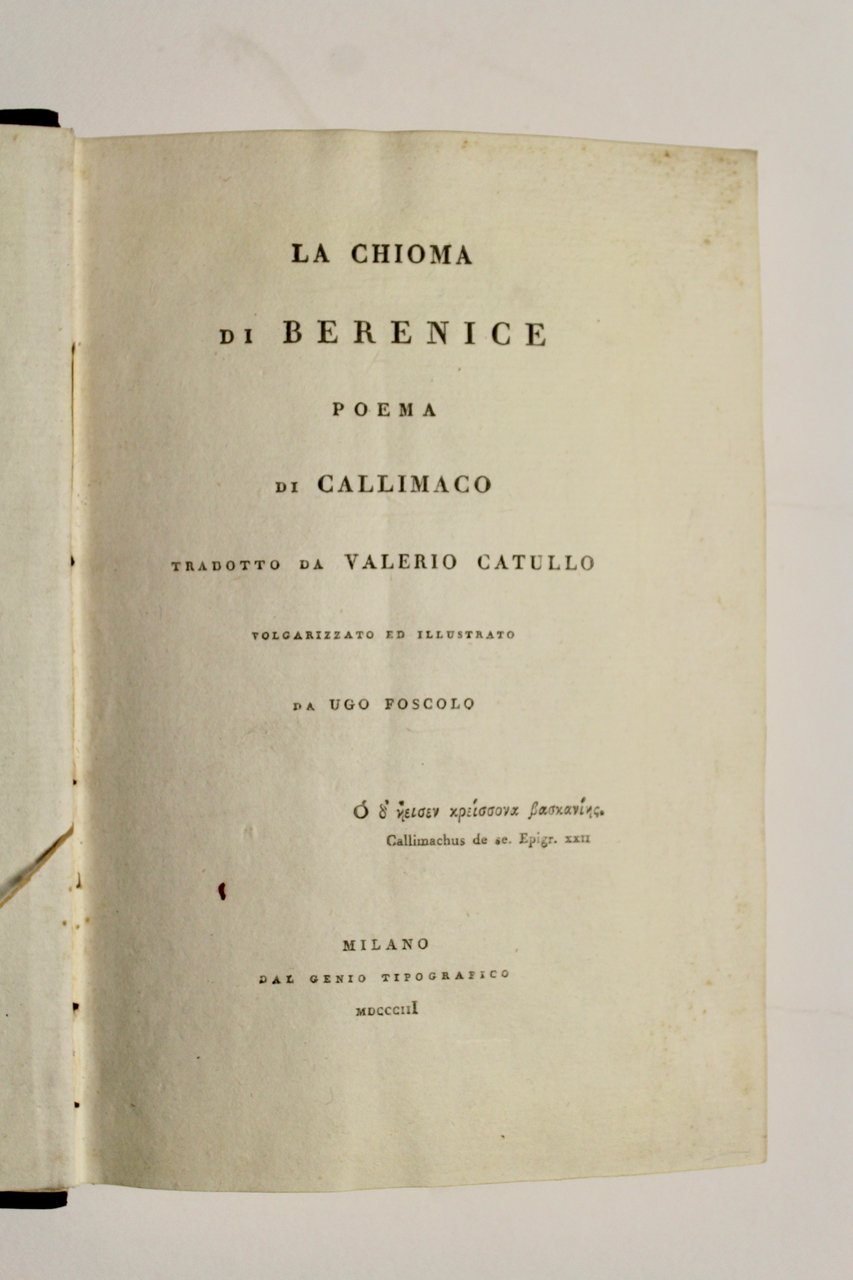 LA CHIOMA
DI BERENICE
POEMA
DI CALLIMACO
TRADOTTO DA VALERIO CATULLO
VOLGARIZZATO ED ILLUSTRATO
DA UGO FOSCOLO
Ὁ δ' ἤεισεν κρείσσονα βασκανίης.
Callimachus de se. Epigr. XXII
MILANO
DAL GENIO TIPOGRAFICO
MDCCCIII